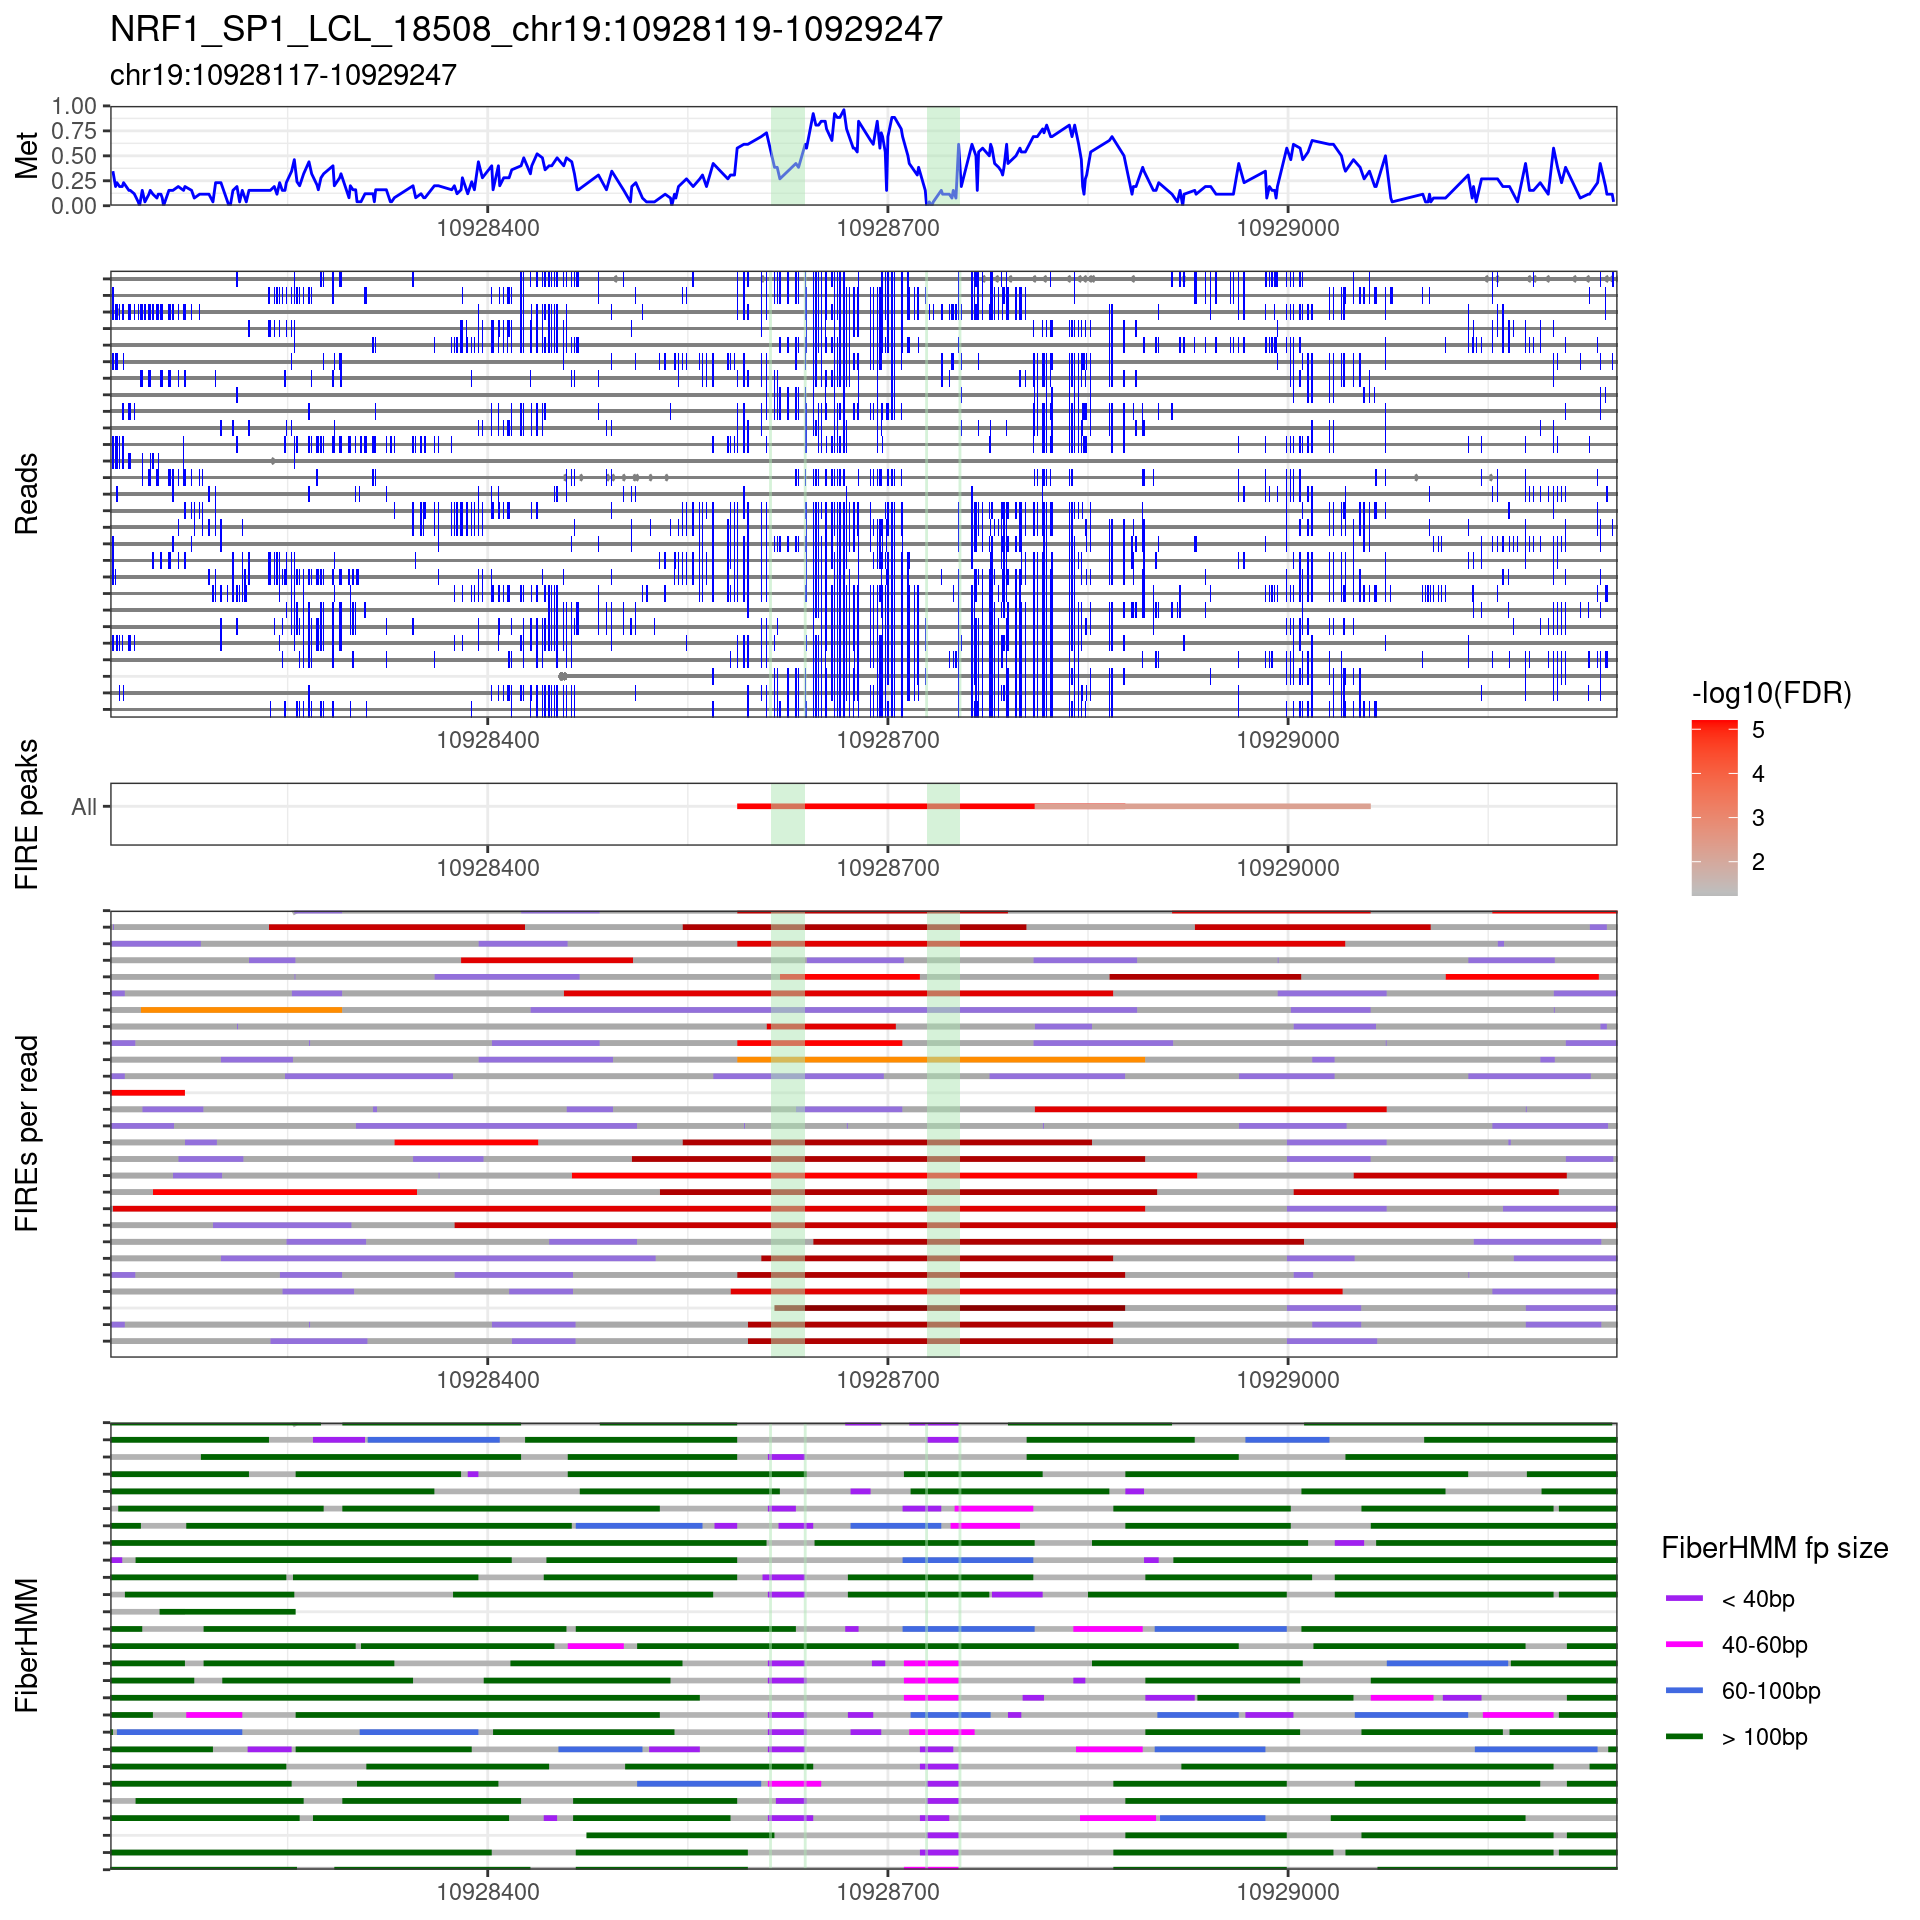 NRF1_SP1_LCL_18508_chr19:10928119-10929247
chr19:10928117-10929247
Met
1.00
0.75
0.50
0.25
0.00
10928400
10928700
10929000
Reads
10928400
10928700
10929000
-log10(FDR)
5
4
3
2
FIRE peaks
All
10928400
10928700
10929000
FIREs per read
10928400
10928700
10929000
FiberHMM
10928400
10928700
10929000
FiberHMM fp size
< 40bp
40-60bp
60-100bp
> 100bp